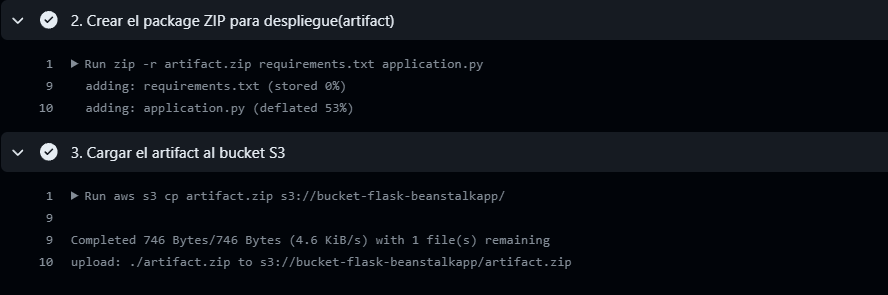 2. Crear el package ZIP para despliegue(artifact)
1 ▶ Run zip -r artifact.zip requirements.txt application.py
9 adding: requirements.txt (stored 0%)
10 adding: application.py (deflated 53%)
3. Cargar el artifact al bucket S3
1 ▶ Run aws s3 cp artifact.zip s3://bucket-flask-beanstalkapp/
9
9 Completed 746 Bytes/746 Bytes (4.6 KiB/s) with 1 file(s) remaining
10 upload: ./artifact.zip to s3://bucket-flask-beanstalkapp/artifact.zip